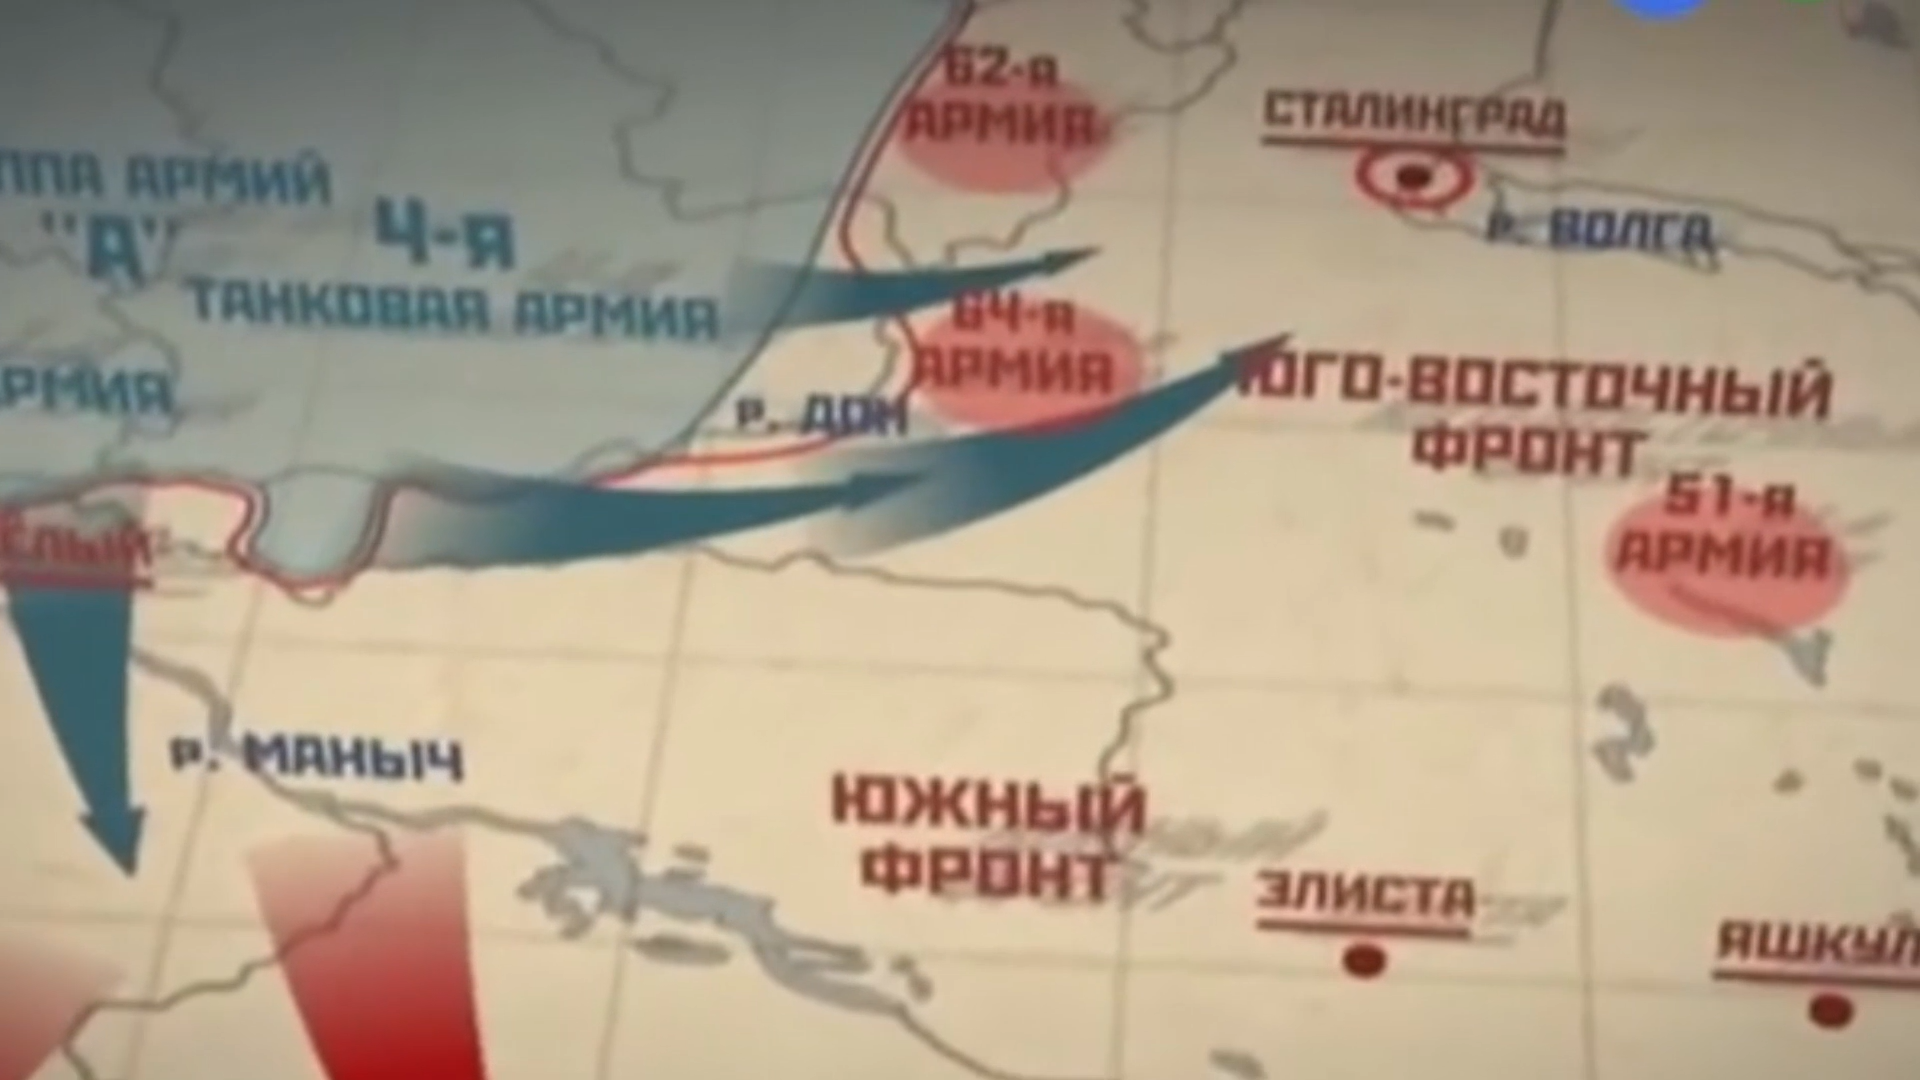 62-я
АРМИЯ
СТАЛИНГРАД
ППА АРМИЙ
"А"
4-я
ТАНКОВАЯ АРМИЯ
р. ВОЛГА
64-я
АРМИЯ
ЮГО-ВОСТОЧНЫЙ
ФРОНТ
РМИЯ
р. ДОН
51-я
АРМИЯ
ЕЛЫЙ
р. МАНЫЧ
ЮЖНЫЙ
ФРОНТ
ЭЛИСТА
ЯШКУЛ